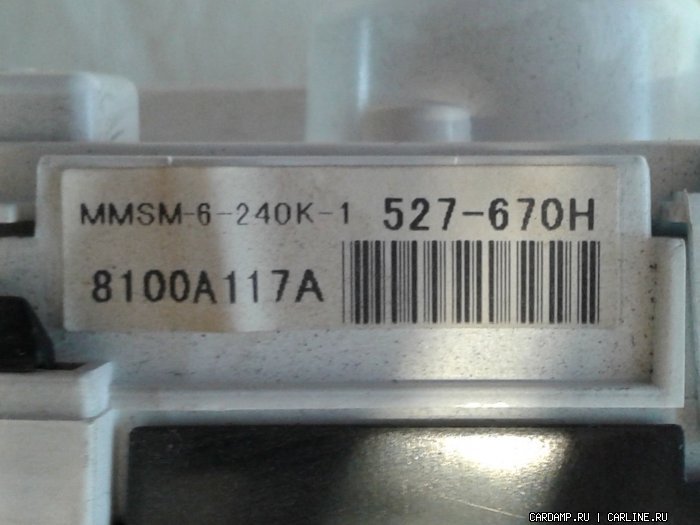 MMSM-6-240K-1 527-670H
8100A117A
CARDAMP.RU | CARLINE.RU